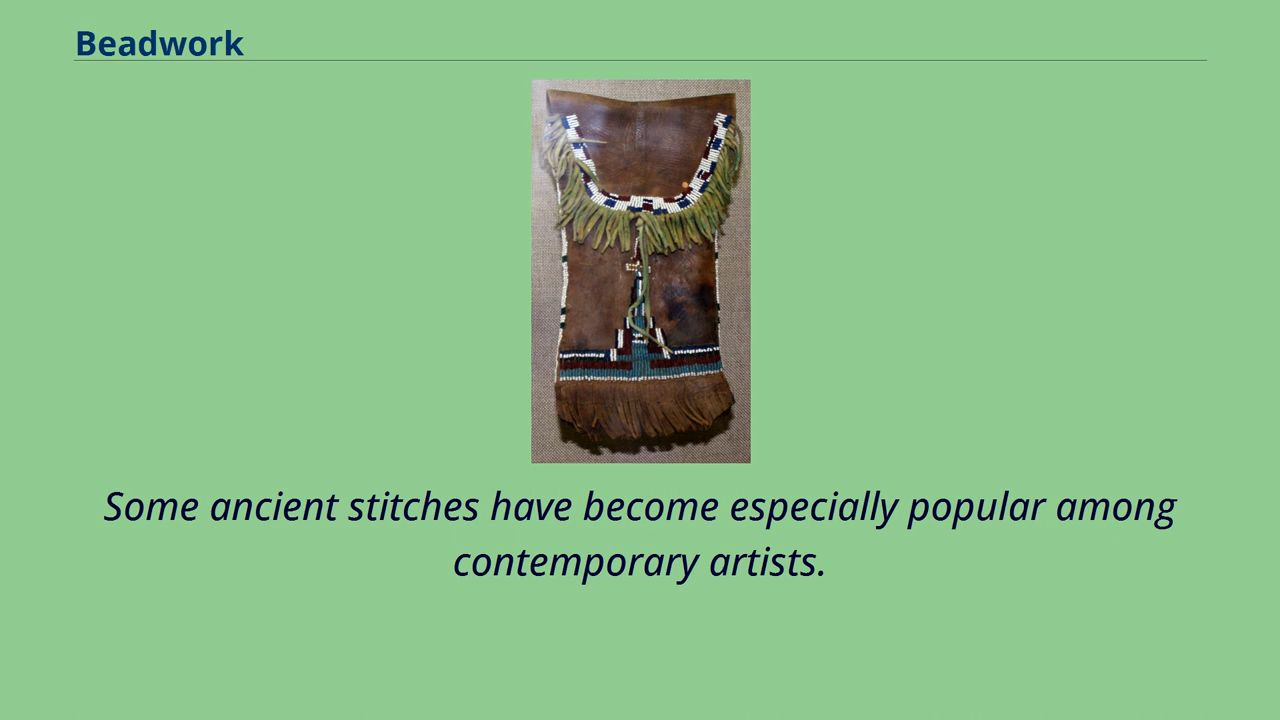 Beadwork
Some ancient stitches have become especially popular among
contemporary artists.